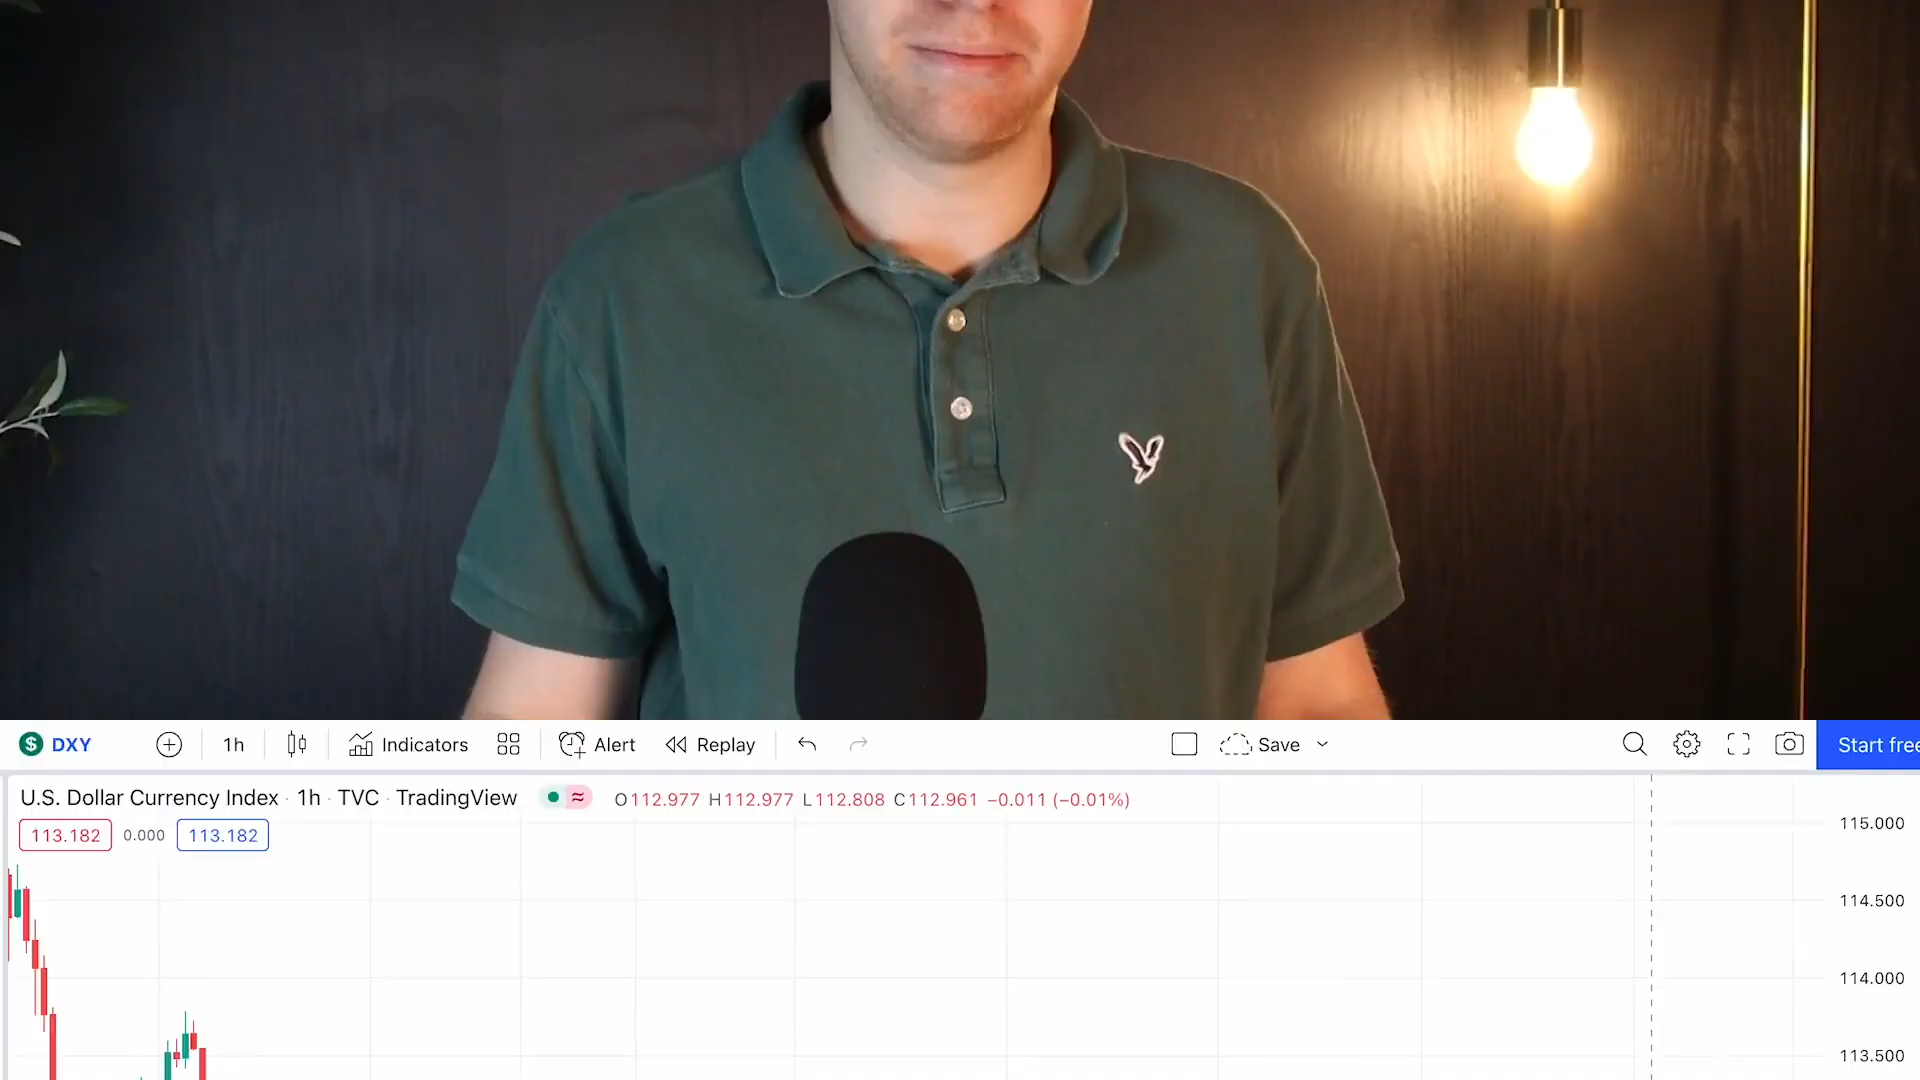 $ DXY 1h Indicators Alert Replay Save Start free
U.S. Dollar Currency Index · 1h · TVC · TradingView O112.977 H112.977 L112.808 C112.961 −0.011 (−0.01%)
113.182 0.000 113.182
115.000
114.500
114.000
113.500